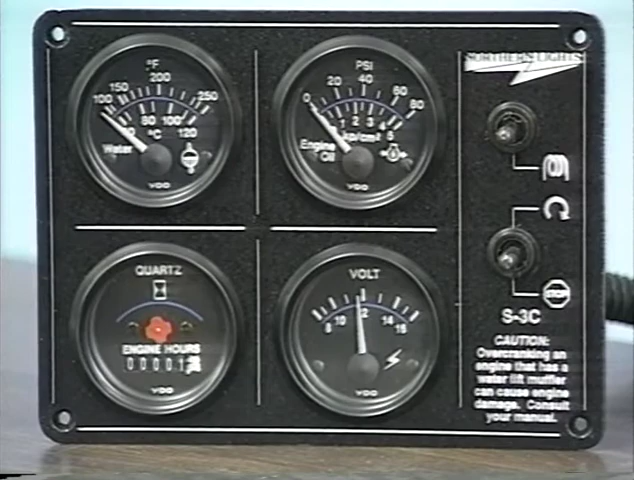 °F
100 150 200 250
80 100 120
°C
Water
VDO
PSI
0 20 40 60 80
1 2 3 4 5
kp/cm²
Engine
Oil
VDO
NORTHERN LIGHTS
QUARTZ
ENGINE HOURS
00001
VDO
VOLT
8 10 12 14 16
VDO
STOP
S-3C
CAUTION:
Overcranking an
engine that has a
water lift muffler
can cause engine
damage. Consult
your manual.